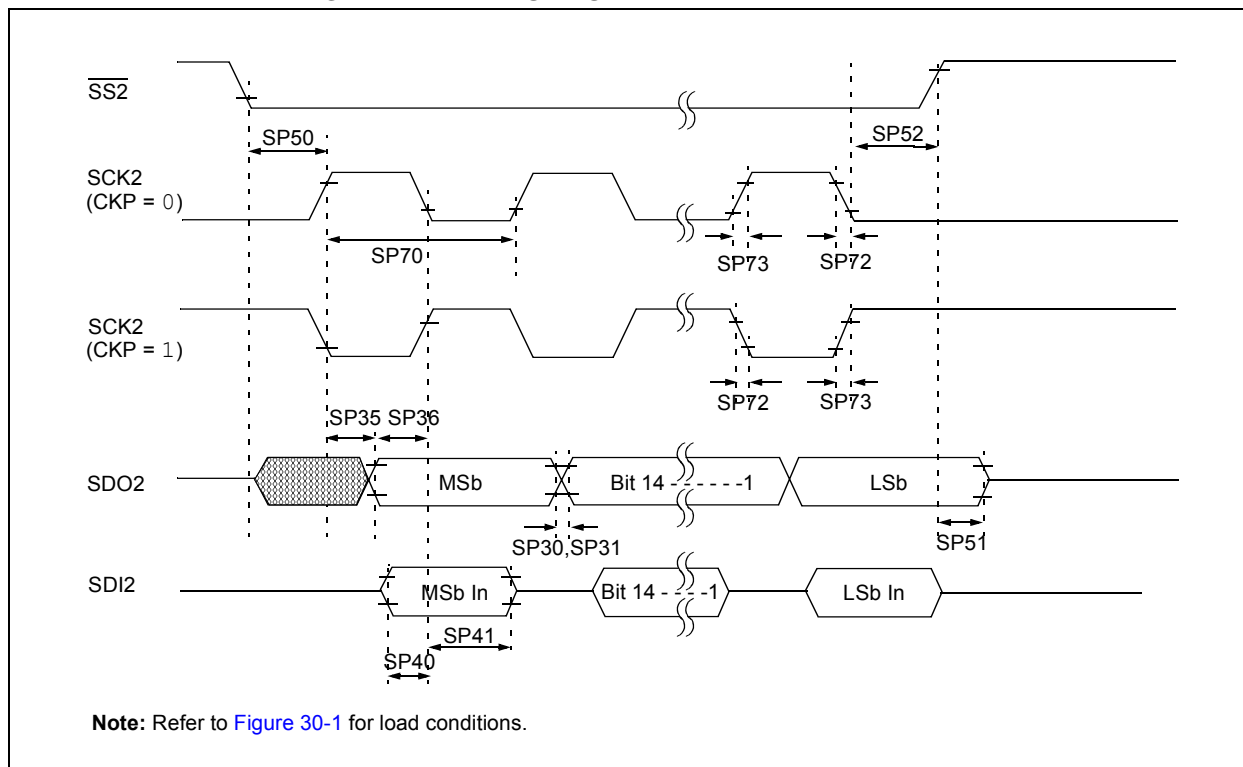 SS2
SP50
SP52
SCK2
(CKP = 0)
SP70
SP73
SP72
SCK2
(CKP = 1)
SP72
SP73
SP35
SP36
SDO2
MSb
Bit 14 - - - - - -1
LSb
SP30,SP31
SP51
SDI2
MSb In
Bit 14 - - - -1
LSb In
SP41
SP40
Note: Refer to Figure 30-1 for load conditions.